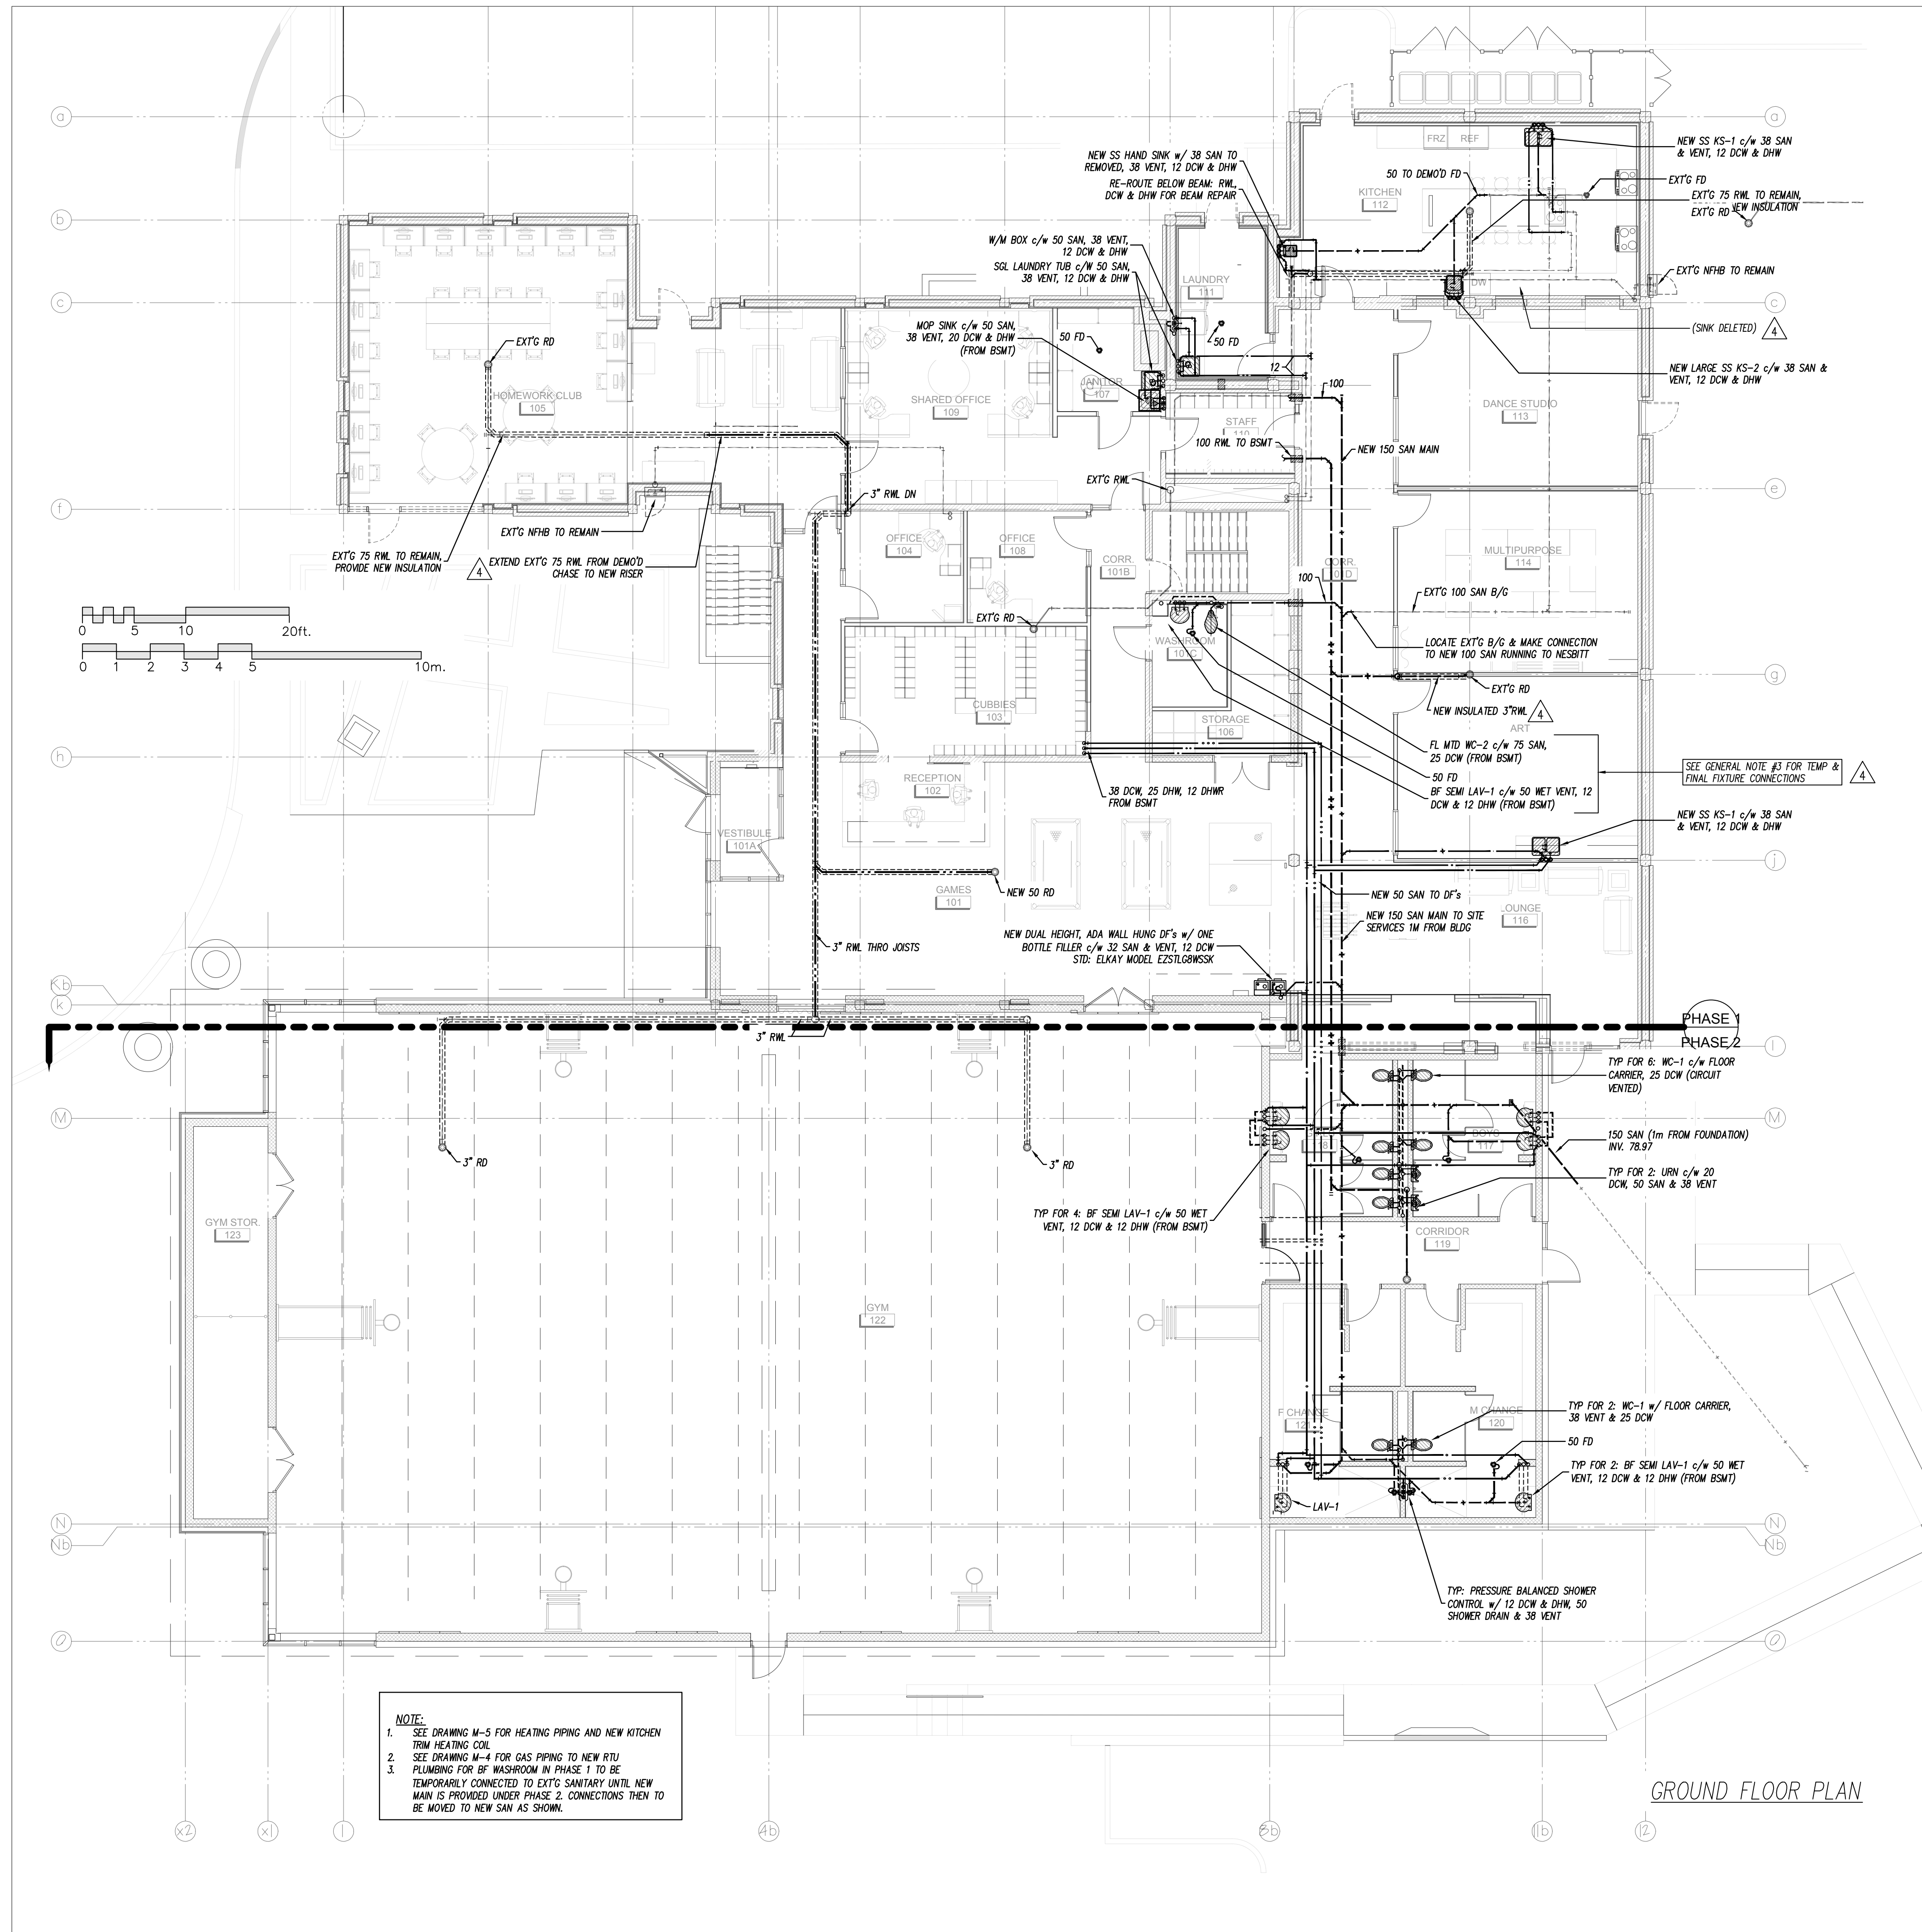 a
a
FRZ
REF
NEW SS KS-1 c/w 38 SAN
& VENT, 12 DCW & DHW
NEW SS HAND SINK w/ 38 SAN TO
REMOVED, 38 VENT, 12 DCW & DHW
RE-ROUTE BELOW BEAM: RWL,
DCW & DHW FOR BEAM REPAIR
50 TO DEMO'D FD
KITCHEN
112
EXT'G FD
EXT'G 75 RWL TO REMAIN,
NEW INSULATION
EXT'G RD
b
b
W/M BOX c/w 50 SAN, 38 VENT,
12 DCW & DHW
SGL LAUNDRY TUB c/W 50 SAN,
38 VENT, 12 DCW & DHW
LAUNDRY
111
DW
EXT'G NFHB TO REMAIN
c
c
MOP SINK c/w 50 SAN,
38 VENT, 20 DCW & DHW
(FROM BSMT)
50 FD
50 FD
(SINK DELETED)
4
EXT'G RD
12
NEW LARGE SS KS-2 c/w 38 SAN &
VENT, 12 DCW & DHW
HOMEWORK CLUB
105
SHARED OFFICE
109
JANITOR
107
d
100
DANCE STUDIO
113
STAFF
110
100 RWL TO BSMT
NEW 150 SAN MAIN
EXT'G RWL
e
3" RWL DN
f
EXT'G NFHB TO REMAIN
EXT'G 75 RWL TO REMAIN,
PROVIDE NEW INSULATION
4
EXTEND EXT'G 75 RWL FROM DEMO'D
CHASE TO NEW RISER
OFFICE
104
OFFICE
108
CORR.
101B
CORR.
101D
MULTIPURPOSE
114
100
EXT'G 100 SAN B/G
0
5
10
20ft.
0
1
2
3
4
5
10m.
EXT'G RD
WASHROOM
101C
LOCATE EXT'G B/G & MAKE CONNECTION
TO NEW 100 SAN RUNNING TO NESBITT
g
EXT'G RD
NEW INSULATED 3"RWL
4
CUBBIES
103
STORAGE
106
ART
FL MTD WC-2 c/w 75 SAN,
25 DCW (FROM BSMT)
h
RECEPTION
102
50 FD
SEE GENERAL NOTE #3 FOR TEMP &
FINAL FIXTURE CONNECTIONS
4
38 DCW, 25 DHW, 12 DHWR
FROM BSMT
BF SEMI LAV-1 c/w 50 WET VENT, 12
DCW & 12 DHW (FROM BSMT)
NEW SS KS-1 c/w 38 SAN
& VENT, 12 DCW & DHW
VESTIBULE
101A
j
GAMES
101
NEW 50 RD
NEW 50 SAN TO DF's
LOUNGE
116
NEW 150 SAN MAIN TO SITE
SERVICES 1M FROM BLDG
3" RWL THRO JOISTS
NEW DUAL HEIGHT, ADA WALL HUNG DF's w/ ONE
BOTTLE FILLER c/w 32 SAN & VENT, 12 DCW
STD: ELKAY MODEL EZSTLG8WSSK
Kb
k
PHASE 1
PHASE 2
3" RWL
l
TYP FOR 6: WC-1 c/w FLOOR
CARRIER, 25 DCW (CIRCUIT
VENTED)
M
M
BOYS
117
150 SAN (1m FROM FOUNDATION)
INV. 78.97
3" RD
3" RD
TYP FOR 2: URN c/w 20
DCW, 50 SAN & 38 VENT
TYP FOR 4: BF SEMI LAV-1 c/w 50 WET
VENT, 12 DCW & 12 DHW (FROM BSMT)
GYM STOR.
123
CORRIDOR
119
GYM
122
F CHANGE
121
M CHANGE
120
TYP FOR 2: WC-1 w/ FLOOR CARRIER,
38 VENT & 25 DCW
50 FD
TYP FOR 2: BF SEMI LAV-1 c/w 50 WET
VENT, 12 DCW & 12 DHW (FROM BSMT)
LAV-1
N
N
Nb
Nb
TYP: PRESSURE BALANCED SHOWER
CONTROL w/ 12 DCW & DHW, 50
SHOWER DRAIN & 38 VENT
O
O
NOTE:
1. SEE DRAWING M-5 FOR HEATING PIPING AND NEW KITCHEN
TRIM HEATING COIL
2. SEE DRAWING M-4 FOR GAS PIPING TO NEW RTU
3. PLUMBING FOR BF WASHROOM IN PHASE 1 TO BE
TEMPORARILY CONNECTED TO EXT'G SANITARY UNTIL NEW
MAIN IS PROVIDED UNDER PHASE 2. CONNECTIONS THEN TO
BE MOVED TO NEW SAN AS SHOWN.
GROUND FLOOR PLAN
x2
x1
1
4b
11b
12